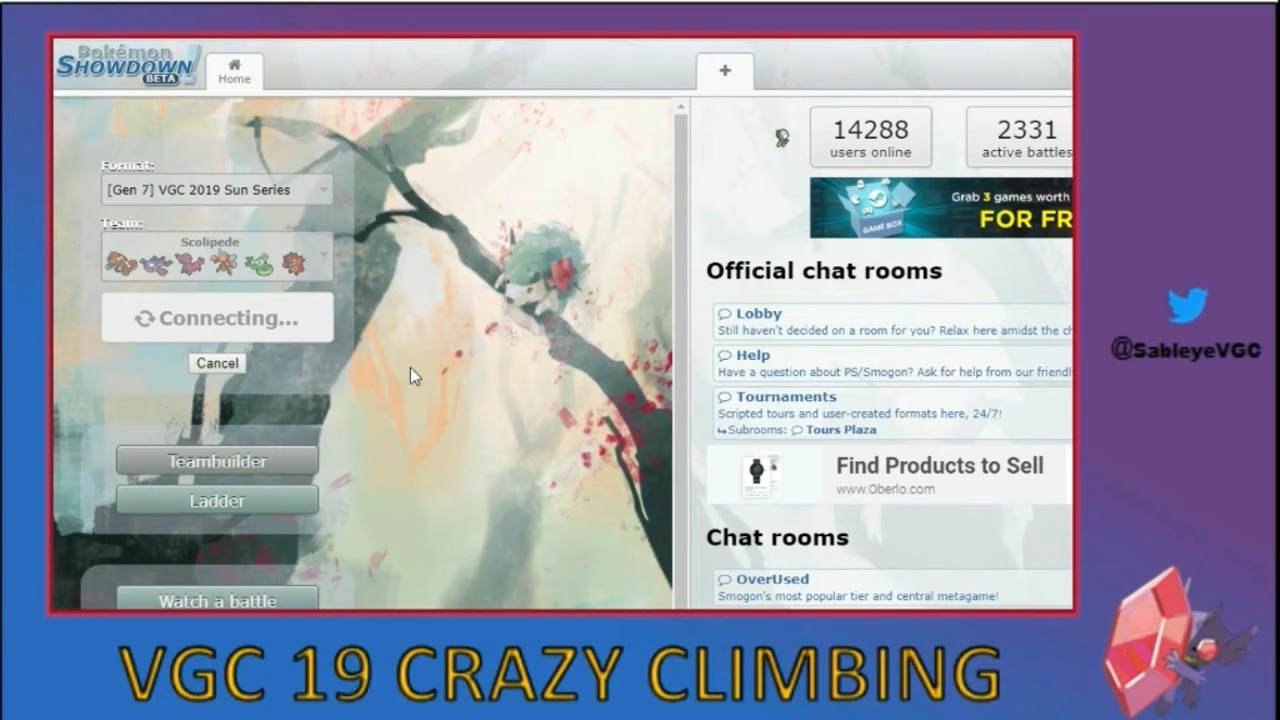 Pokémon
SHOWDOWN!
BETA
Home
Format:
[Gen 7] VGC 2019 Sun Series
Team:
Scolipede
Connecting...
Cancel
Teambuilder
Ladder
Watch a battle
14288
users online
2331
active battles
Grab 3 games worth
FOR FR
GAME BOX
Official chat rooms
Lobby
Still haven't decided on a room for you? Relax here amidst the ch
Help
Have a question about PS/Smogon? Ask for help from our friendl
Tournaments
Scripted tours and user-created formats here, 24/7!
Subrooms: Tours Plaza
Find Products to Sell
www.Oberlo.com
Chat rooms
OverUsed
Smogon's most popular tier and central metagame!
@SableyeVGC
VGC 19 CRAZY CLIMBING